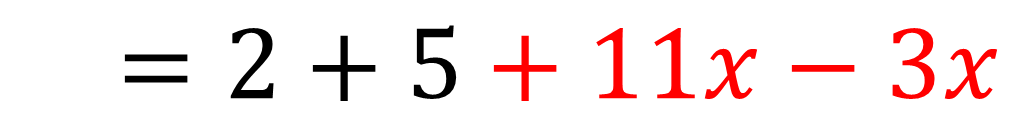 = 2 + 5 + 11x − 3x